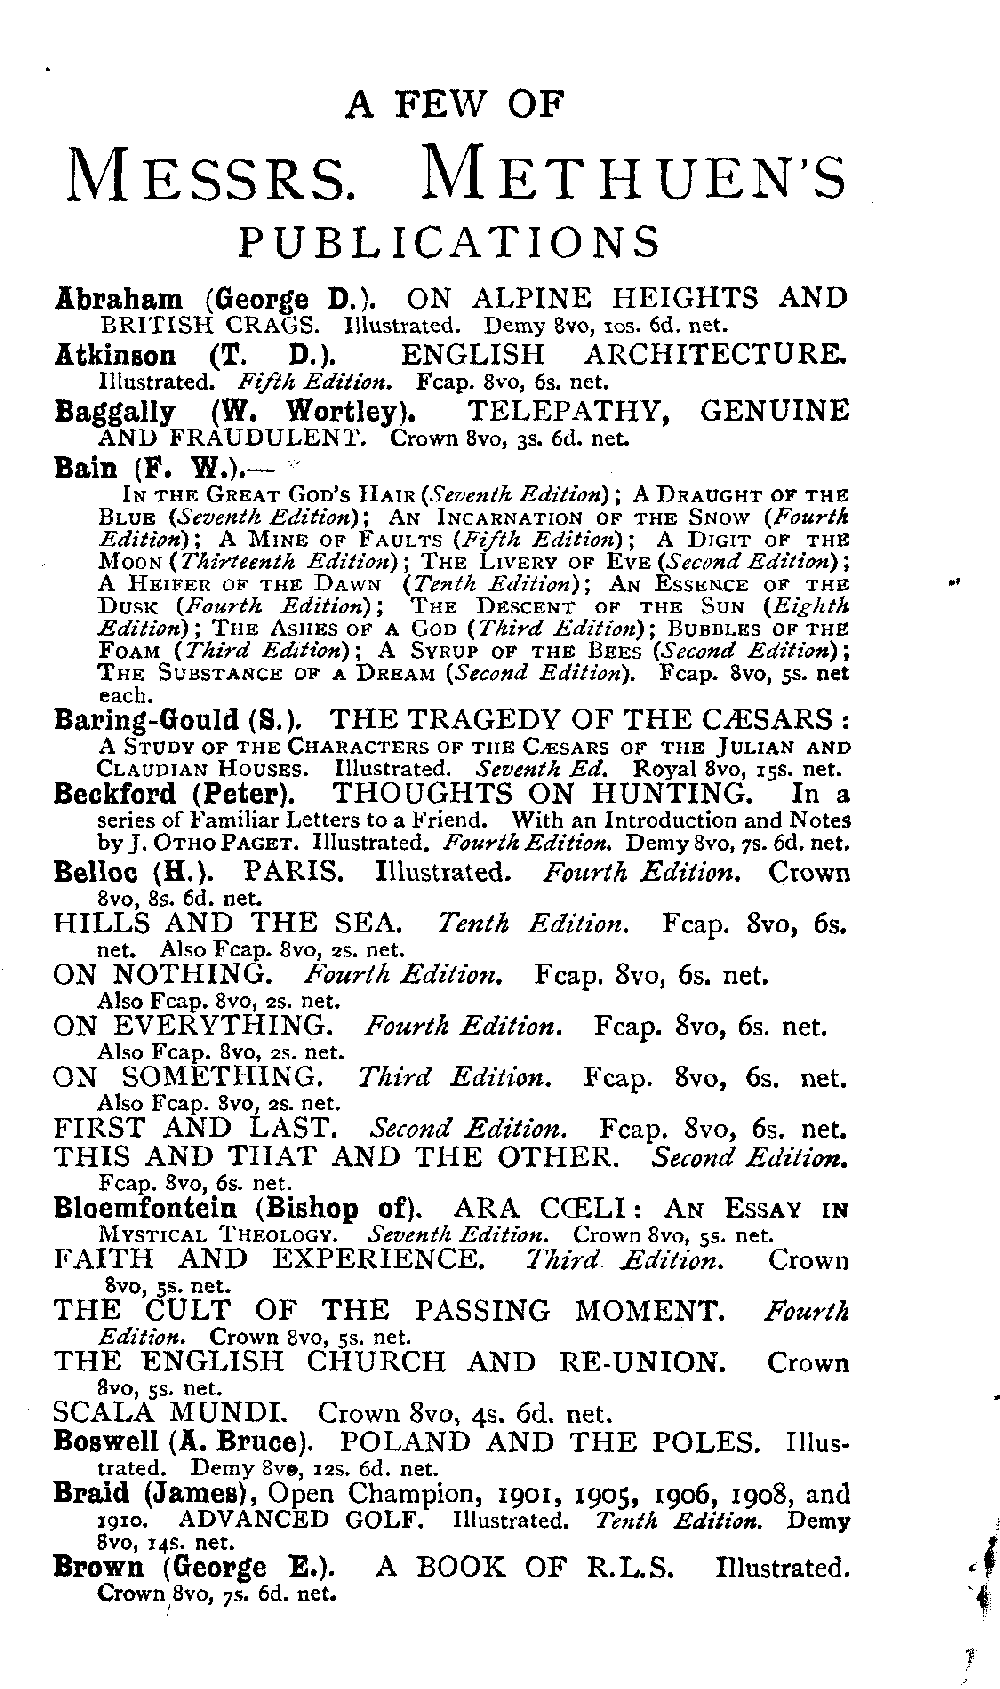 A FEW OF
MESSRS. METHUEN'S
PUBLICATIONS
Abraham (George D.). ON ALPINE HEIGHTS AND
BRITISH CRAGS. Illustrated. Demy 8vo, 10s. 6d. net.
Atkinson (T. D.). ENGLISH ARCHITECTURE.
Illustrated. Fifth Edition. Fcap. 8vo, 6s. net.
Baggally (W. Wortley). TELEPATHY, GENUINE
AND FRAUDULENT. Crown 8vo, 3s. 6d. net.
Bain (F. W.).—
IN THE GREAT GOD'S HAIR (Seventh Edition); A DRAUGHT OF THE
BLUE (Seventh Edition); AN INCARNATION OF THE SNOW (Fourth
Edition); A MINE OF FAULTS (Fifth Edition); A DIGIT OF THE
MOON (Thirteenth Edition); THE LIVERY OF EVE (Second Edition);
A HEIFER OF THE DAWN (Tenth Edition); AN ESSENCE OF THE
DUSK (Fourth Edition); THE DESCENT OF THE SUN (Eighth
Edition); THE ASHES OF A GOD (Third Edition); BUBBLES OF THE
FOAM (Third Edition); A SYRUP OF THE BEES (Second Edition);
THE SUBSTANCE OF A DREAM (Second Edition). Fcap. 8vo, 5s. net
each.
Baring-Gould (S.). THE TRAGEDY OF THE CÆSARS:
A STUDY OF THE CHARACTERS OF THE CÆSARS OF THE JULIAN AND
CLAUDIAN HOUSES. Illustrated. Seventh Ed. Royal 8vo, 15s. net.
Beckford (Peter). THOUGHTS ON HUNTING. In a
series of Familiar Letters to a Friend. With an Introduction and Notes
by J. OTHO PAGET. Illustrated. Fourth Edition. Demy 8vo, 7s. 6d. net.
Belloc (H.). PARIS. Illustrated. Fourth Edition. Crown
8vo, 8s. 6d. net.
HILLS AND THE SEA. Tenth Edition. Fcap. 8vo, 6s.
net. Also Fcap. 8vo, 2s. net.
ON NOTHING. Fourth Edition. Fcap. 8vo, 6s. net.
Also Fcap. 8vo, 2s. net.
ON EVERYTHING. Fourth Edition. Fcap. 8vo, 6s. net.
Also Fcap. 8vo, 2s. net.
ON SOMETHING. Third Edition. Fcap. 8vo, 6s. net.
Also Fcap. 8vo, 2s. net.
FIRST AND LAST. Second Edition. Fcap. 8vo, 6s. net.
THIS AND THAT AND THE OTHER. Second Edition.
Fcap. 8vo, 6s. net.
Bloemfontein (Bishop of). ARA CŒLI: AN ESSAY IN
MYSTICAL THEOLOGY. Seventh Edition. Crown 8vo, 5s. net.
FAITH AND EXPERIENCE. Third Edition. Crown
8vo, 5s. net.
THE CULT OF THE PASSING MOMENT. Fourth
Edition. Crown 8vo, 5s. net.
THE ENGLISH CHURCH AND RE-UNION. Crown
8vo, 5s. net.
SCALA MUNDI. Crown 8vo, 4s. 6d. net.
Boswell (A. Bruce). POLAND AND THE POLES. Illus-
trated. Demy 8vo, 12s. 6d. net.
Braid (James), Open Champion, 1901, 1905, 1906, 1908, and
1910. ADVANCED GOLF. Illustrated. Tenth Edition. Demy
8vo, 14s. net.
Brown (George E.). A BOOK OF R.L.S. Illustrated.
Crown 8vo, 7s. 6d. net.